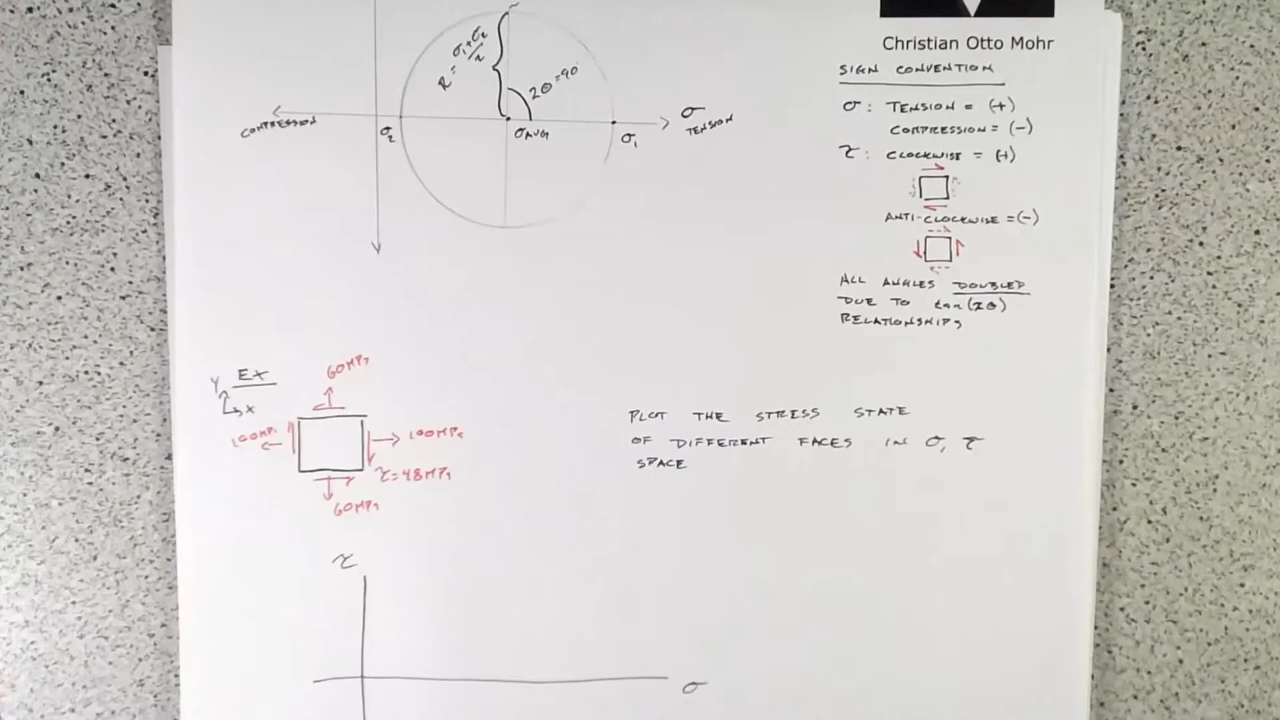 Christian Otto Mohr
SIGN CONVENTION
σ: TENSION = (+)
COMPRESSION = (-)
τ: CLOCKWISE = (+)
ANTI-CLOCKWISE = (-)
ALL ANGLES DOUBLED
DUE TO tan(2θ)
RELATIONSHIPS
R = σ1+σ2/2
2θ=90°
COMPRESSION
σ2
σAVG
σ1
σ
TENSION
Y EX
X
60MPa
100MPa
100MPa
τ=48MPa
60MPa
PLOT THE STRESS STATE
OF DIFFERENT FACES IN σ, τ
SPACE
τ
σ